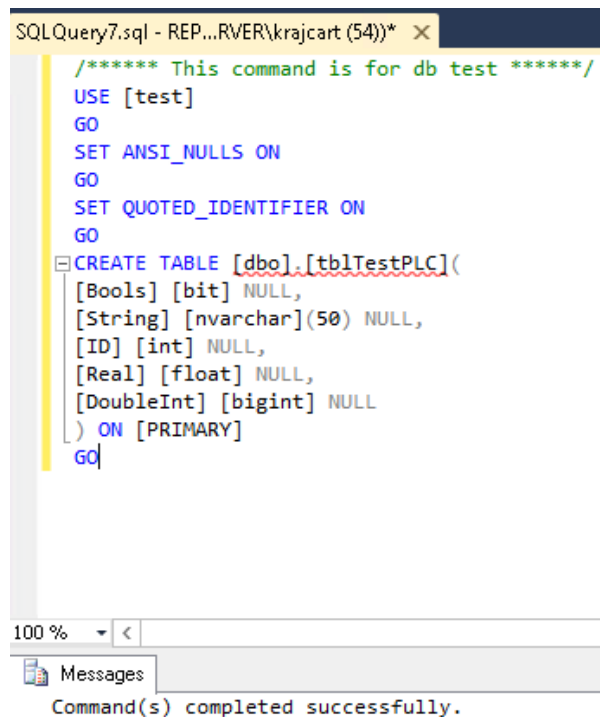 SQLQuery7.sql - REP...RVER\krajcart (54))* ×
/****** This command is for db test ******/
USE [test]
GO
SET ANSI_NULLS ON
GO
SET QUOTED_IDENTIFIER ON
GO
CREATE TABLE [dbo].[tblTestPLC](
[Bools] [bit] NULL,
[String] [nvarchar](50) NULL,
[ID] [int] NULL,
[Real] [float] NULL,
[DoubleInt] [bigint] NULL
) ON [PRIMARY]
GO
100 %
Messages
Command(s) completed successfully.